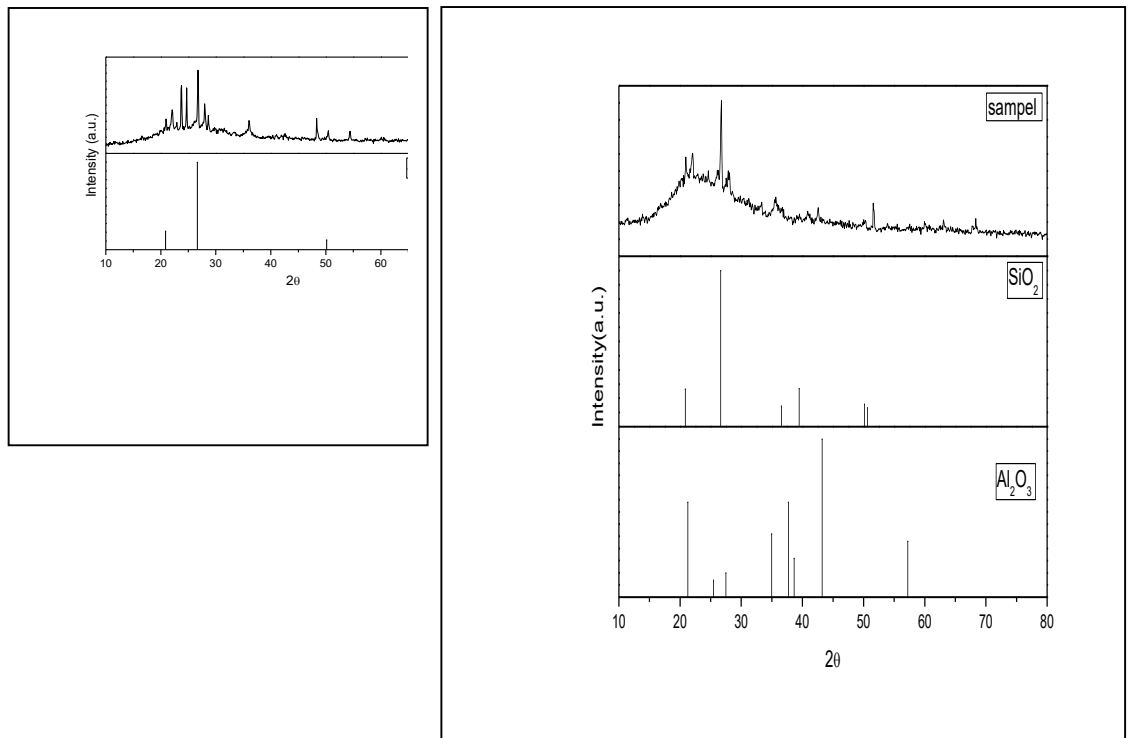 Intensity (a.u.)
10 20 30 40 50 60
2θ
sampel
SiO₂
Al₂O₃
Intensity(a.u.)
10 20 30 40 50 60 70 80
2θ